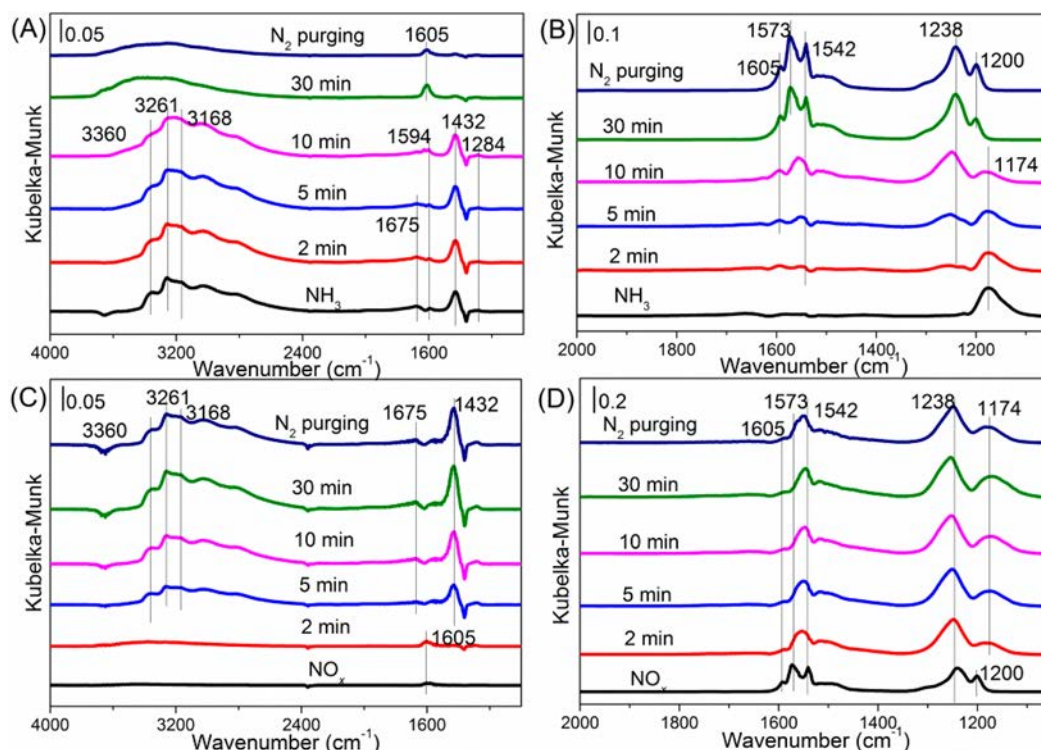 (A)
0.05
N₂ purging
1605
30 min
3261
3168
3360
10 min
1594
1432
1284
5 min
1675
2 min
NH₃
Kubelka-Munk
4000
3200
2400
1600
Wavenumber (cm⁻¹)
(B)
0.1
1573
1238
N₂ purging
1542
1605
1200
30 min
10 min
1174
5 min
2 min
NH₃
Kubelka-Munk
2000
1800
1600
1400
1200
Wavenumber (cm⁻¹)
(C)
0.05
3261
N₂ purging
1675
1432
3168
3360
30 min
10 min
5 min
2 min
1605
NOₓ
Kubelka-Munk
4000
3200
2400
1600
Wavenumber (cm⁻¹)
(D)
0.2
1573
1238
1174
N₂ purging
1542
1605
30 min
10 min
5 min
2 min
NOₓ
1200
Kubelka-Munk
2000
1800
1600
1400
1200
Wavenumber (cm⁻¹)